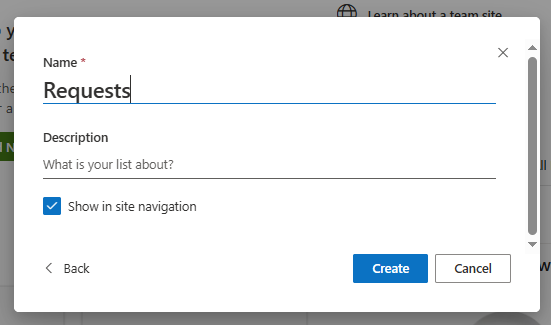 Learn about a team site
Name *
Requests
Description
What is your list about?
Show in site navigation
Back
Create
Cancel